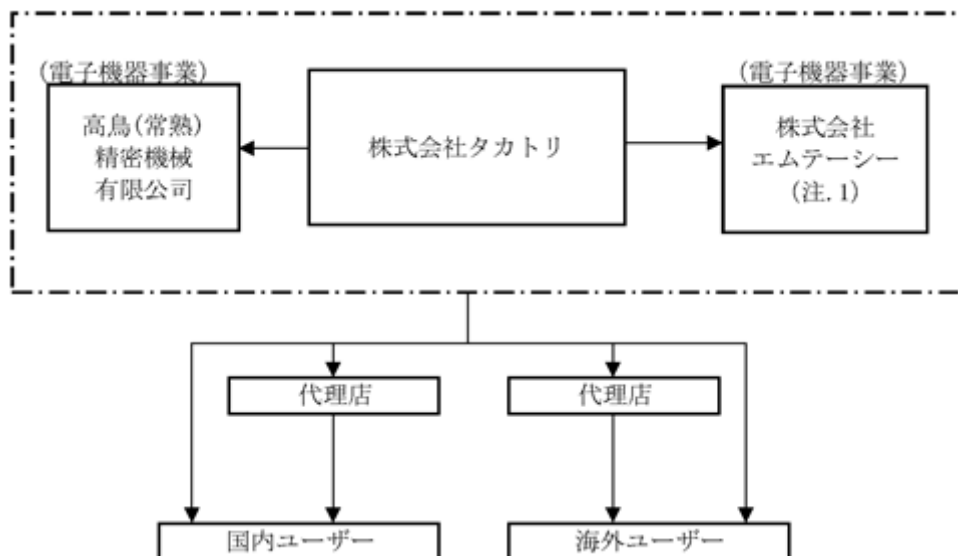 (電子機器事業)
高鳥(常熟)
精密機械
有限公司
株式会社タカトリ
(電子機器事業)
株式会社
エムテーシー
(注.1)
代理店
代理店
国内ユーザー
海外ユーザー